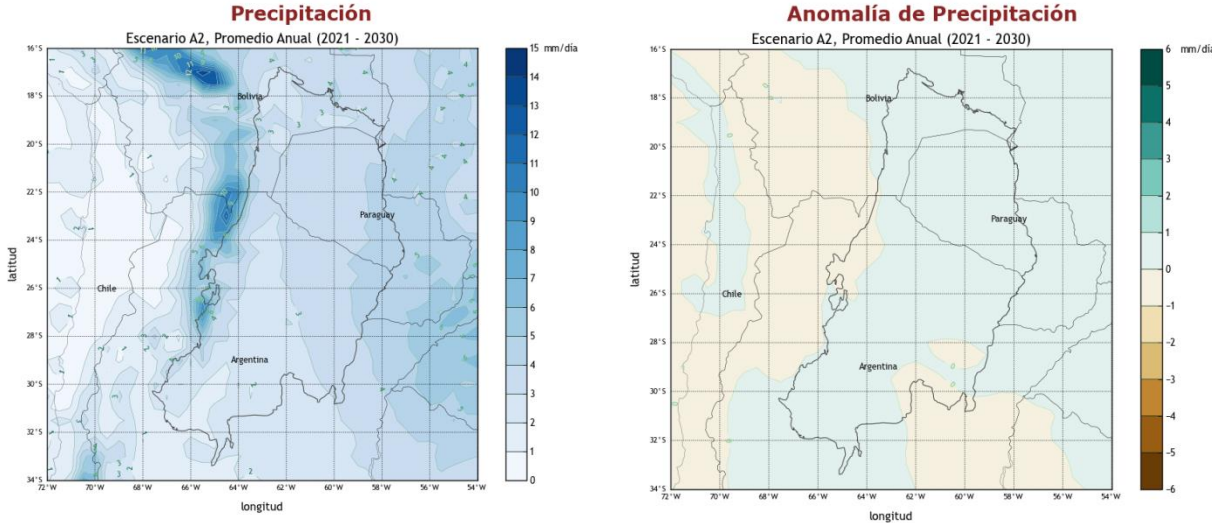 Precipitación
Escenario A2, Promedio Anual (2021 - 2030)
16°S
18°S
20°S
22°S
24°S
26°S
28°S
30°S
32°S
34°S
latitud
72°W 70°W 68°W 66°W 64°W 62°W 60°W 58°W 56°W 54°W
longitud
Bolivia
Paraguay
Chile
Argentina
15 mm/día
14
13
12
11
10
9
8
7
6
5
4
3
2
1
0
Anomalía de Precipitación
Escenario A2, Promedio Anual (2021 - 2030)
16°S
18°S
20°S
22°S
24°S
26°S
28°S
30°S
32°S
34°S
latitud
72°W 70°W 68°W 66°W 64°W 62°W 60°W 58°W 56°W 54°W
longitud
Bolivia
Paraguay
Chile
Argentina
6 mm/día
5
4
3
2
1
0
−1
−2
−3
−4
−5
−6